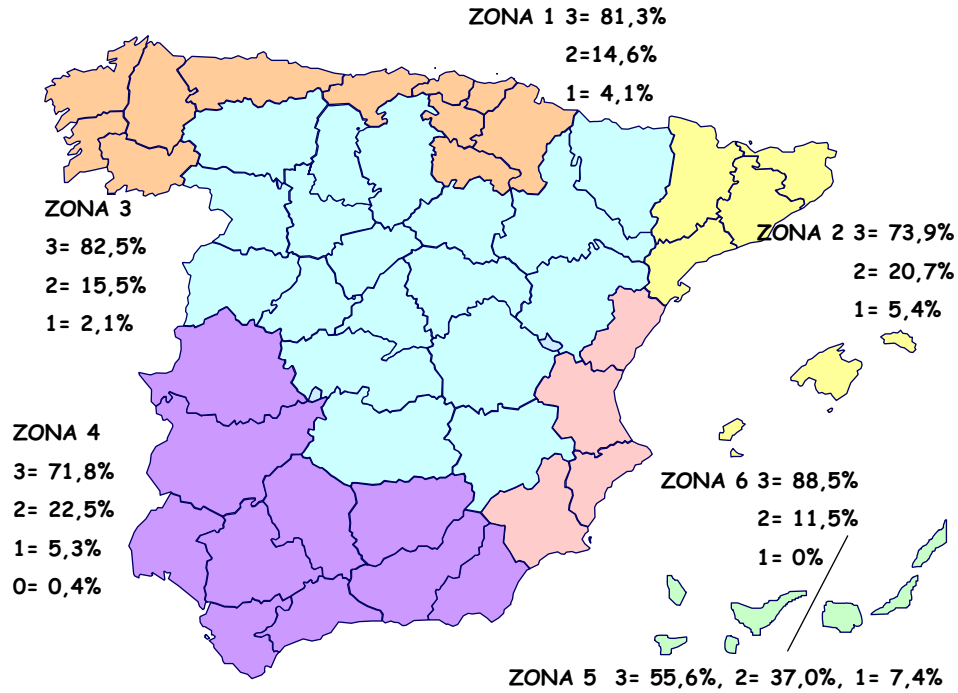 ZONA 1 3= 81,3%
2=14,6%
1= 4,1%
ZONA 3
3= 82,5%
2= 15,5%
1= 2,1%
ZONA 2 3= 73,9%
2= 20,7%
1= 5,4%
ZONA 4
3= 71,8%
2= 22,5%
1= 5,3%
0= 0,4%
ZONA 6 3= 88,5%
2= 11,5%
1= 0%
ZONA 5 3= 55,6%, 2= 37,0%, 1= 7,4%